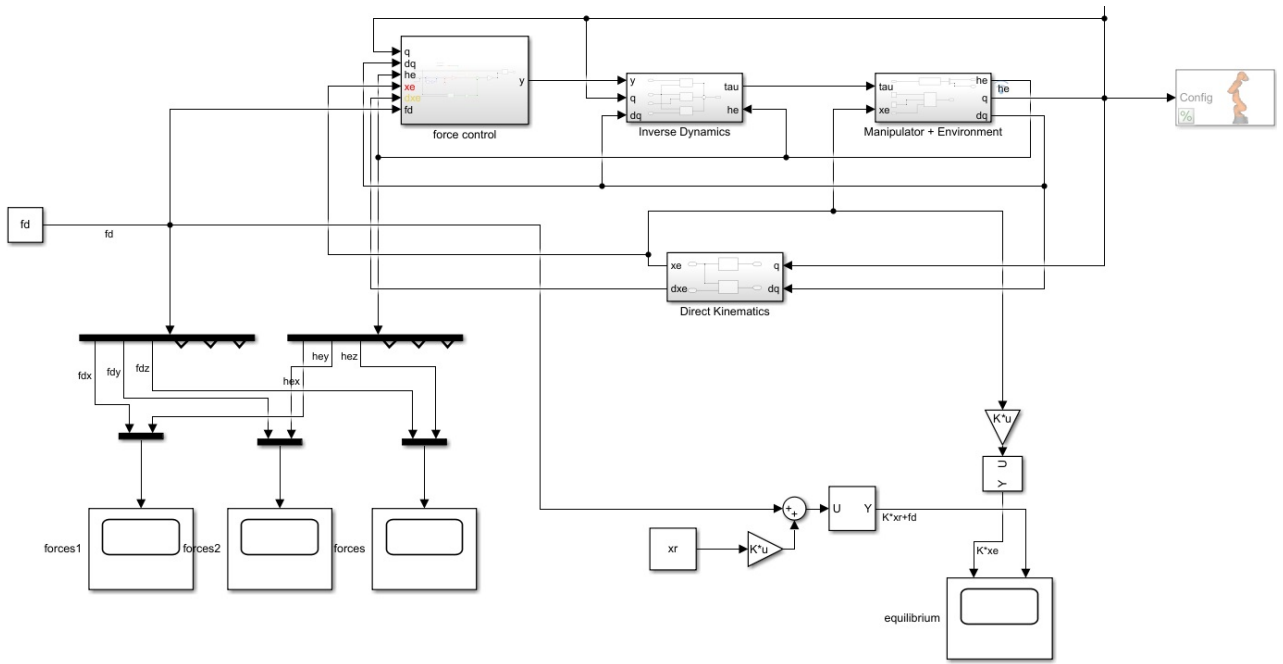 q
dq
he
xe
dxe
fd
y
force control
y
q
dq
tau
he
Inverse Dynamics
tau
xe
he
q
dq
he
Manipulator + Environment
Config
%
fd
fd
xe
dxe
q
dq
Direct Kinematics
fdx
fdy
fdz
hex
hey
hez
forces1
forces2
forces
K*u
U
Y
xr
K*u
+
+
U
Y
K*xr+fd
K*xe
equilibrium